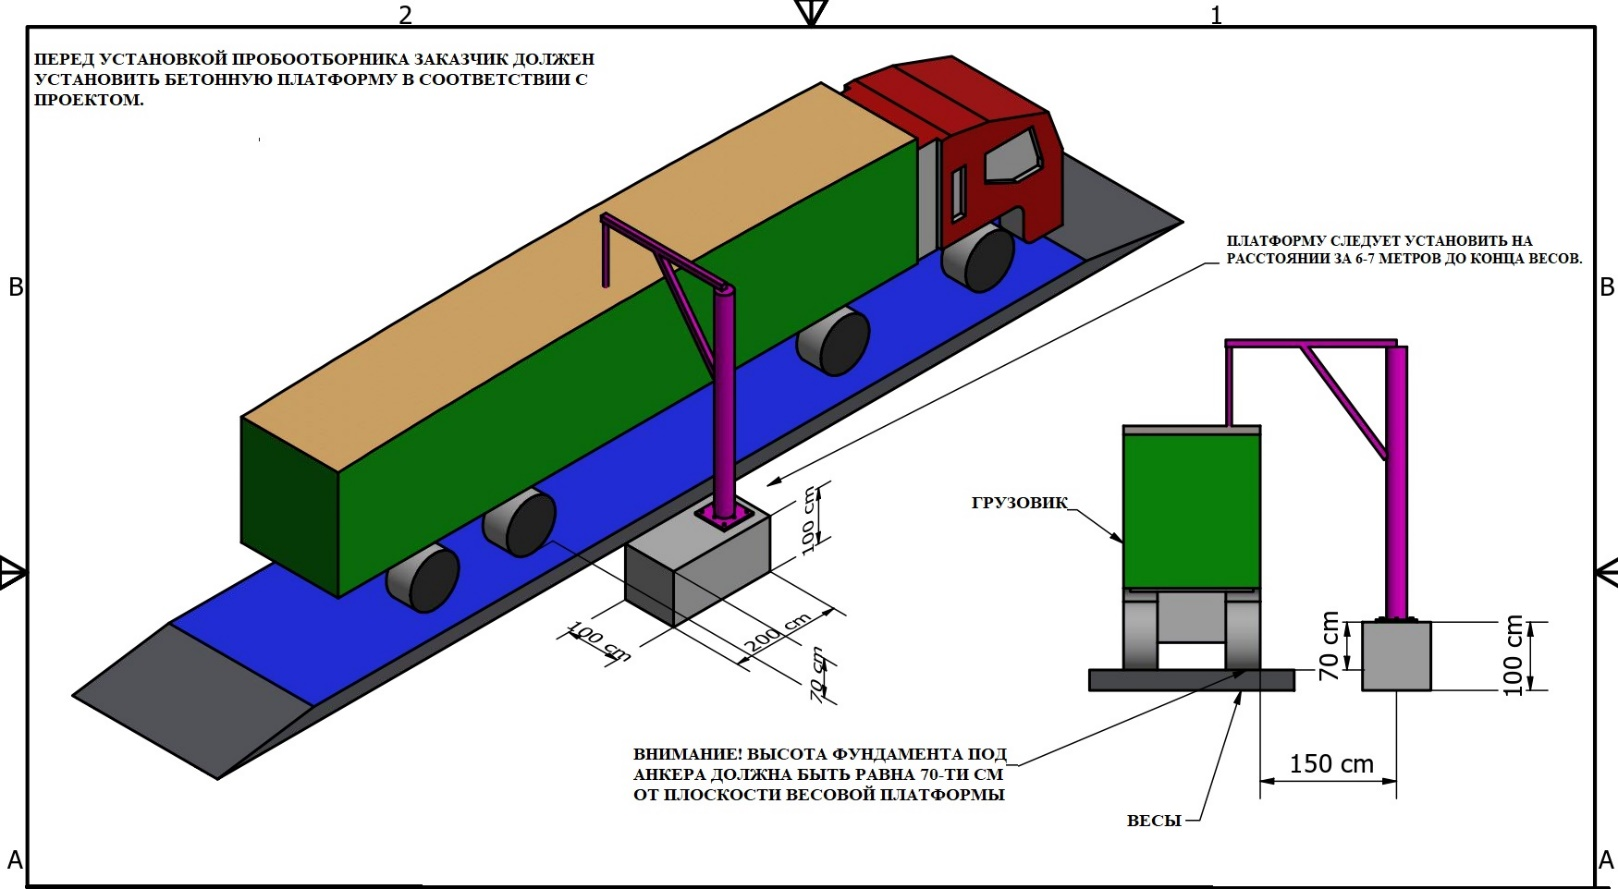 2
1
ПЕРЕД УСТАНОВКОЙ ПРОБООТБОРНИКА ЗАКАЗЧИК ДОЛЖЕН
УСТАНОВИТЬ БЕТОННУЮ ПЛАТФОРМУ В СООТВЕТСТВИИ С
ПРОЕКТОМ.
ПЛАТФОРМУ СЛЕДУЕТ УСТАНОВИТЬ НА
РАССТОЯНИИ ЗА 6-7 МЕТРОВ ДО КОНЦА ВЕСОВ.
B
B
ГРУЗОВИК
100 cm
100 cm
200 cm
70 cm
70 cm
100 cm
150 cm
ВНИМАНИЕ! ВЫСОТА ФУНДАМЕНТА ПОД
АНКЕРА ДОЛЖНА БЫТЬ РАВНА 70-ТИ СМ
ОТ ПЛОСКОСТИ ВЕСОВОЙ ПЛАТФОРМЫ
ВЕСЫ
A
A